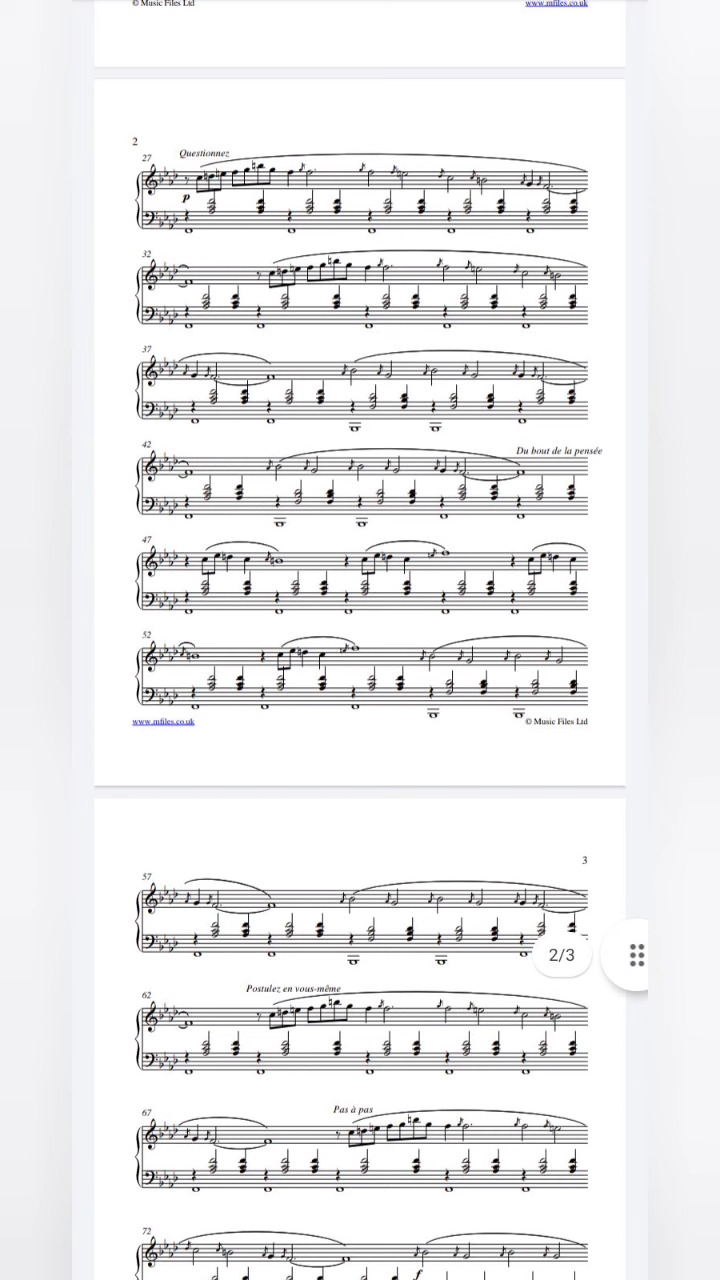 © Music Files Ltd www.mfiles.co.uk
2
Questionnez
27
p
32
37
42
Du bout de la pensée
47
52
www.mfiles.co.uk © Music Files Ltd
3
57
2/3
Postulez en vous-même
62
Pas à pas
67
72
f